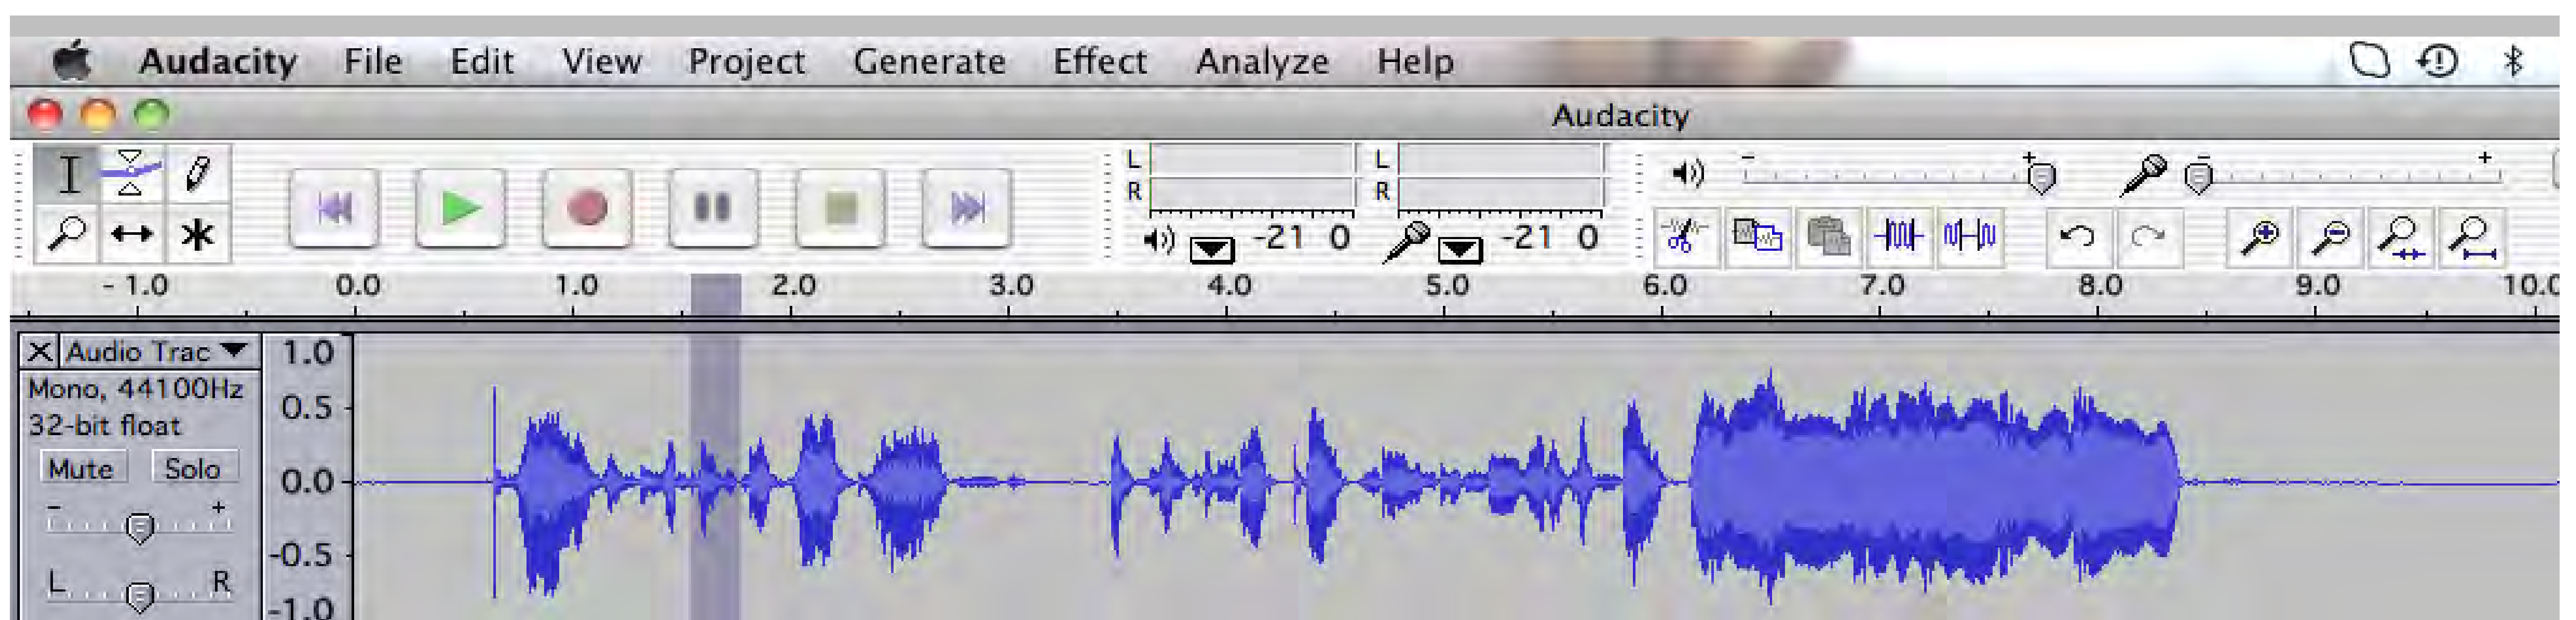 Audacity File Edit View Project Generate Effect Analyze Help
Audacity
L L - + - +
R R
-21 0 -21 0
- 1.0 0.0 1.0 2.0 3.0 4.0 5.0 6.0 7.0 8.0 9.0 10.0
X Audio Trac 1.0
Mono, 44100Hz
0.5
32-bit float
Mute Solo 0.0
- +
-0.5
L R
-1.0